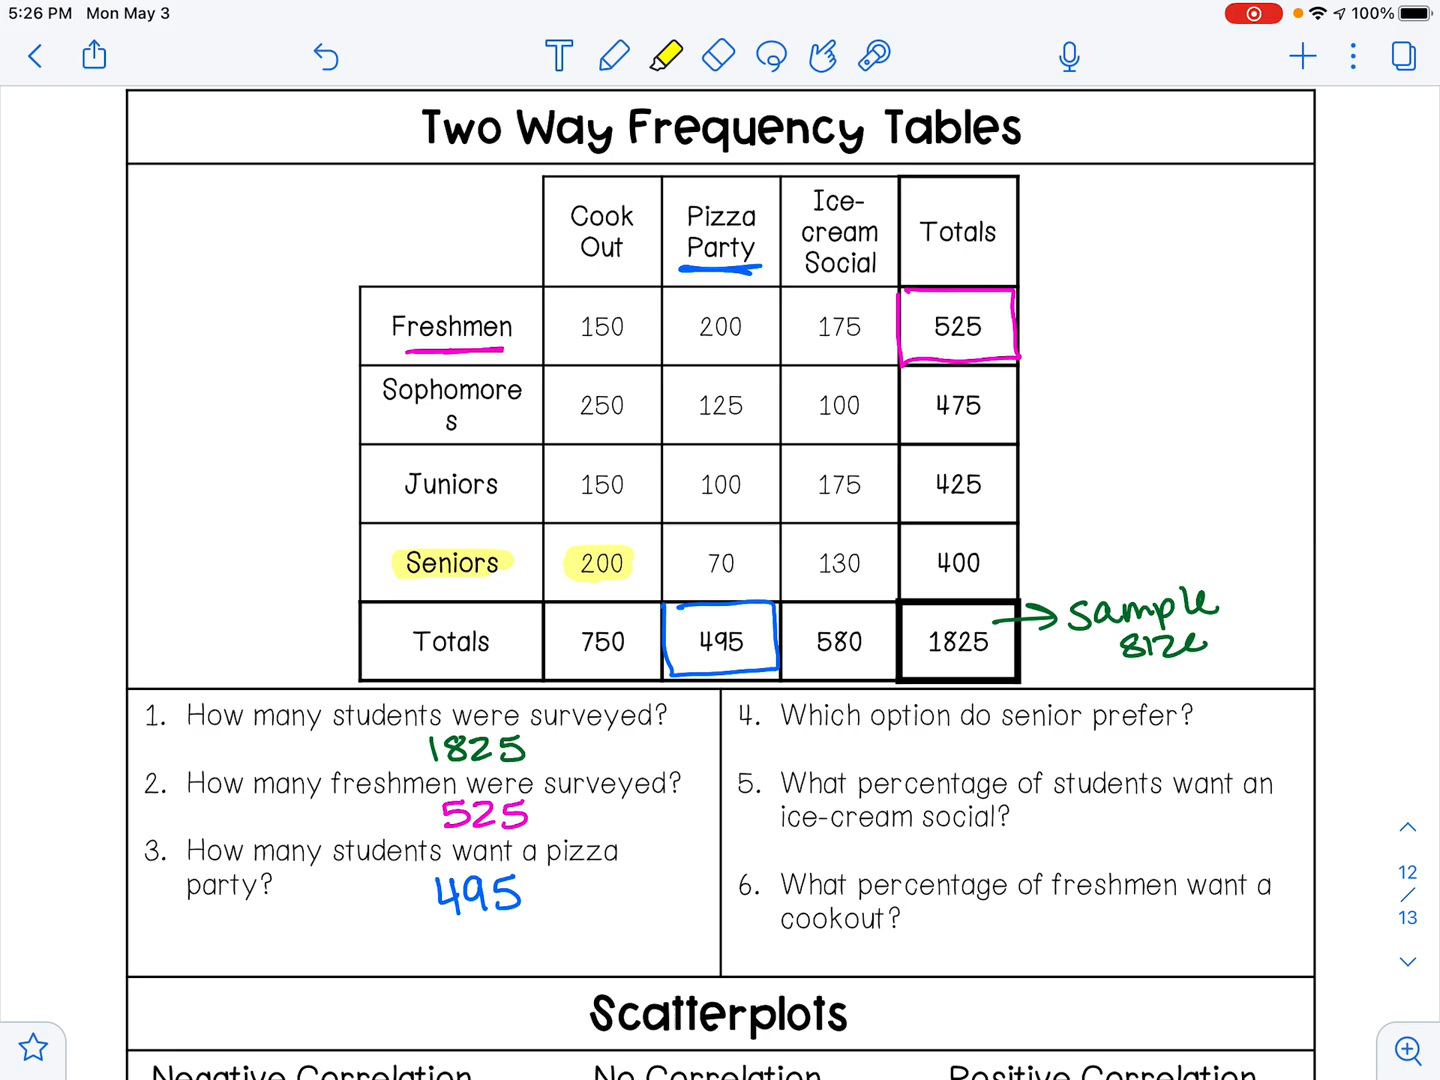 5:26 PM Mon May 3
100%
Two Way Frequency Tables
Cook Out
Pizza Party
Ice-cream Social
Totals
Freshmen 150 200 175 525
Sophomore
s
250 125 100 475
Juniors 150 100 175 425
Seniors 200 70 130 400
Totals 750 495 580 1825
sample
size
1. How many students were surveyed?
1825
2. How many freshmen were surveyed?
525
3. How many students want a pizza
party?
495
4. Which option do senior prefer?
5. What percentage of students want an
ice-cream social?
6. What percentage of freshmen want a
cookout?
12
/
13
Scatterplots
Negative Correlation No Correlation Positive Correlation